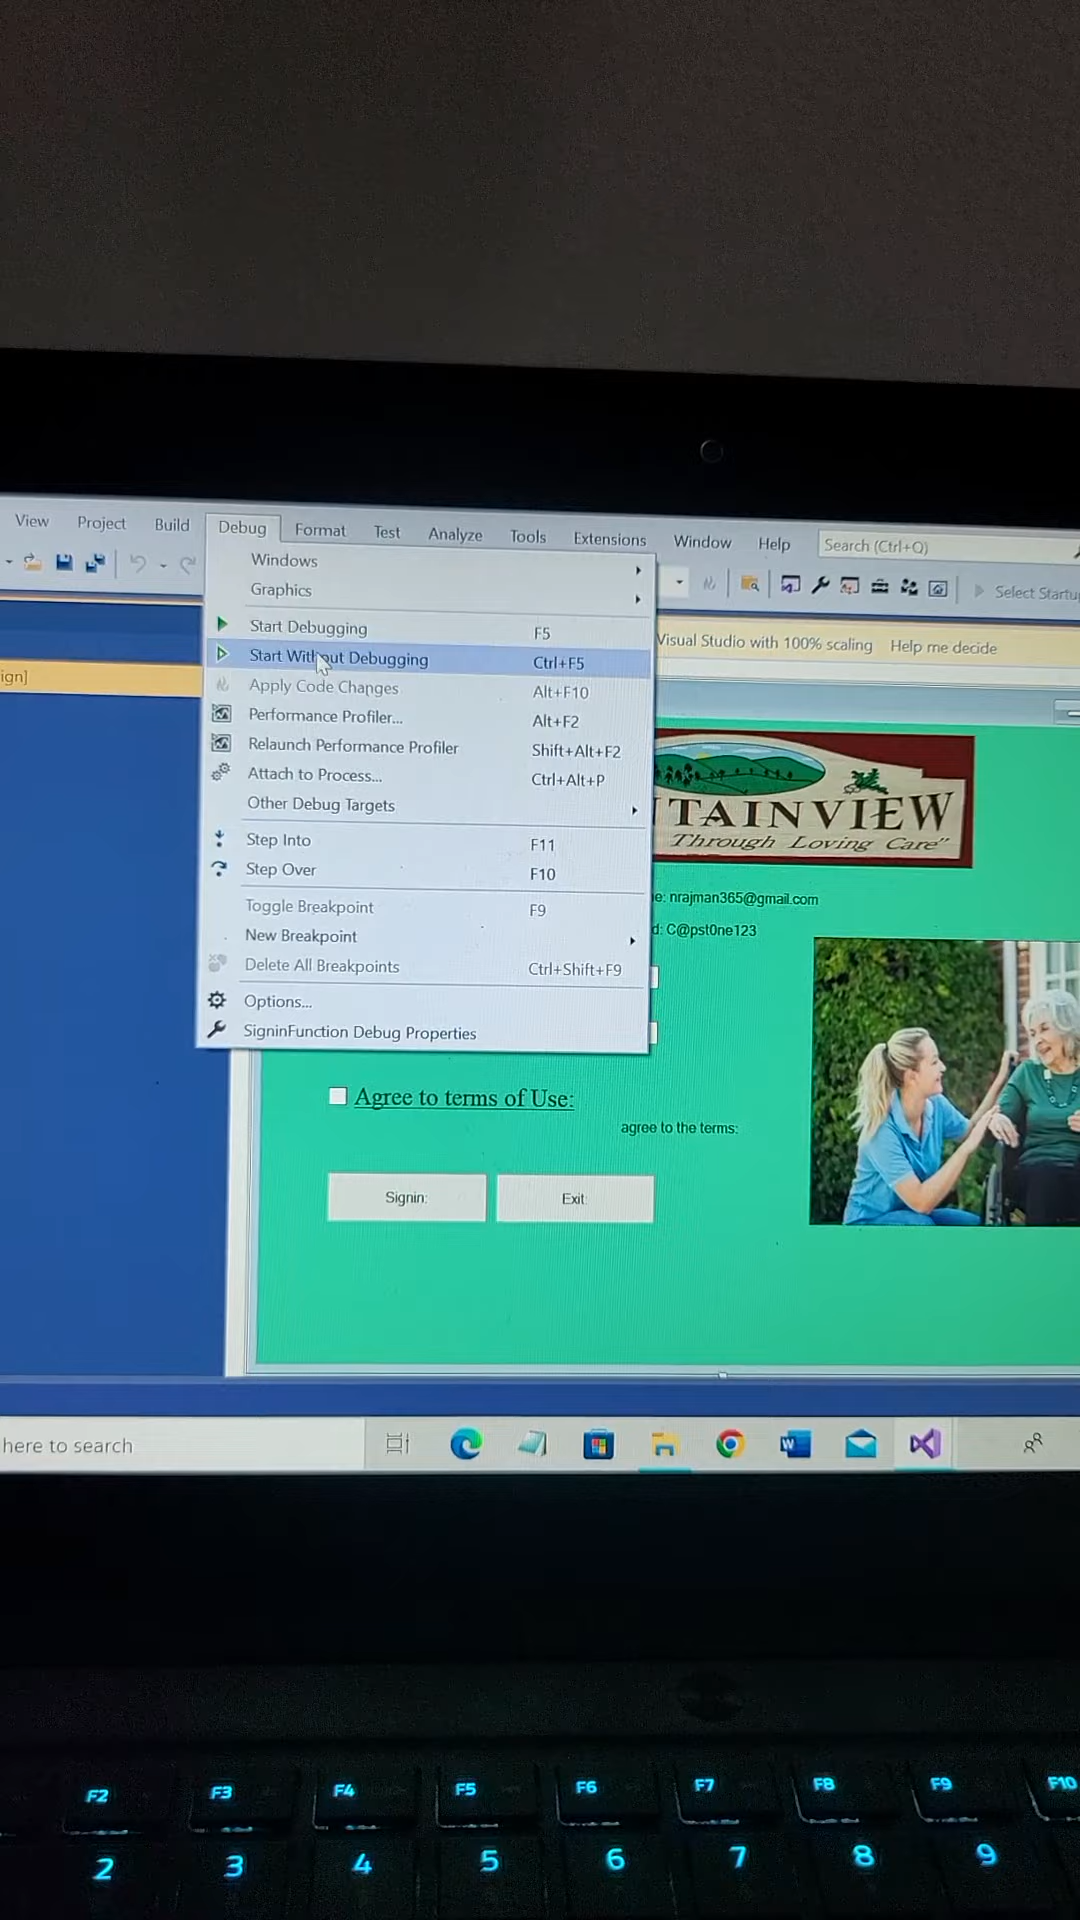 View Project Build Debug Format Test Analyze Tools Extensions Window Help Search (Ctrl+Q)
Select Startu
Windows
Graphics
Start Debugging F5
Start Without Debugging Ctrl+F5
Apply Code Changes Alt+F10
Performance Profiler... Alt+F2
Relaunch Performance Profiler Shift+Alt+F2
Attach to Process... Ctrl+Alt+P
Other Debug Targets
Step Into F11
Step Over F10
Toggle Breakpoint F9
New Breakpoint
Delete All Breakpoints Ctrl+Shift+F9
Options...
SigninFunction Debug Properties
ign]
Visual Studio with 100% scaling Help me decide
TAINVIEW
Through Loving Care"
e: nrajman365@gmail.com
d: C@pst0ne123
Agree to terms of Use:
agree to the terms:
Signin: Exit
here to search
F2 F3 F4 F5 F6 F7 F8 F9 F10
2 3 4 5 6 7 8 9